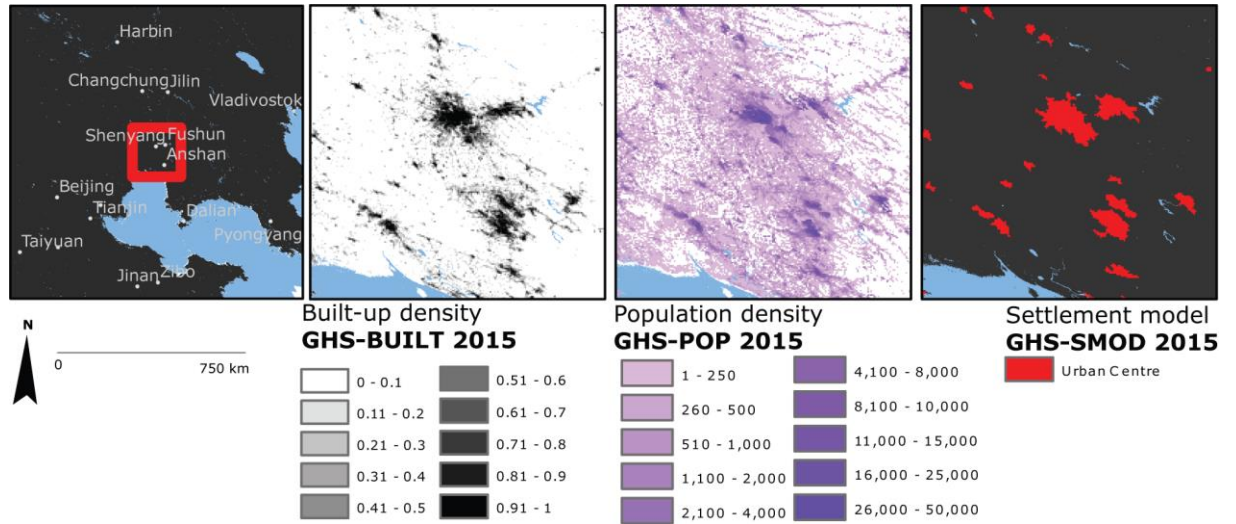 Harbin
Changchung Jilin
Vladivostok
Shenyang Fushun
Anshan
Beijing
Tianjin
Dalian
Pyongyang
Taiyuan
Jinan Zibo
N
0 750 km
Built-up density
GHS-BUILT 2015
0 - 0.1
0.11 - 0.2
0.21 - 0.3
0.31 - 0.4
0.41 - 0.5
0.51 - 0.6
0.61 - 0.7
0.71 - 0.8
0.81 - 0.9
0.91 - 1
Population density
GHS-POP 2015
1 - 250
260 - 500
510 - 1,000
1,100 - 2,000
2,100 - 4,000
4,100 - 8,000
8,100 - 10,000
11,000 - 15,000
16,000 - 25,000
26,000 - 50,000
Settlement model
GHS-SMOD 2015
Urban Centre